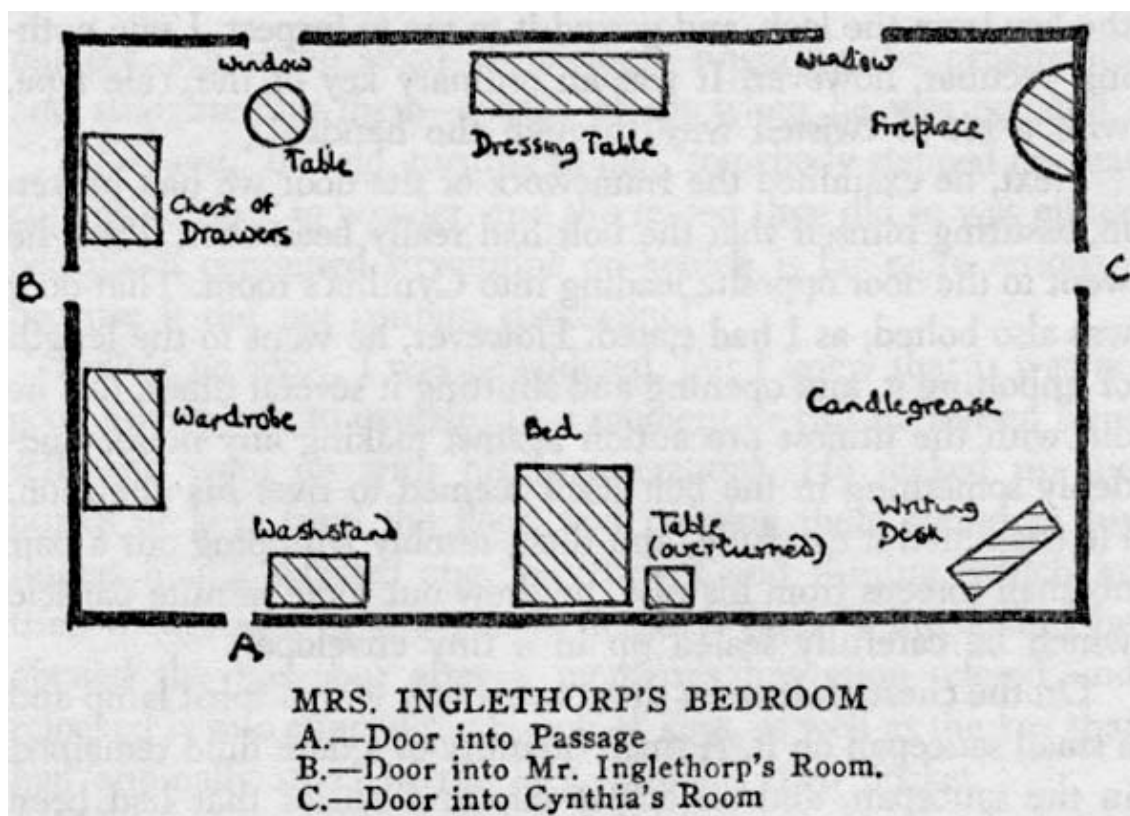 Window
Window
Table
Dressing Table
Fireplace
Chest of
Drawers
B
C
Wardrobe
Bed
Candlegrease
Washstand
Table
(overturned)
Writing
Desk
A
MRS. INGLETHORP'S BEDROOM
A.—Door into Passage
B.—Door into Mr. Inglethorp's Room.
C.—Door into Cynthia's Room